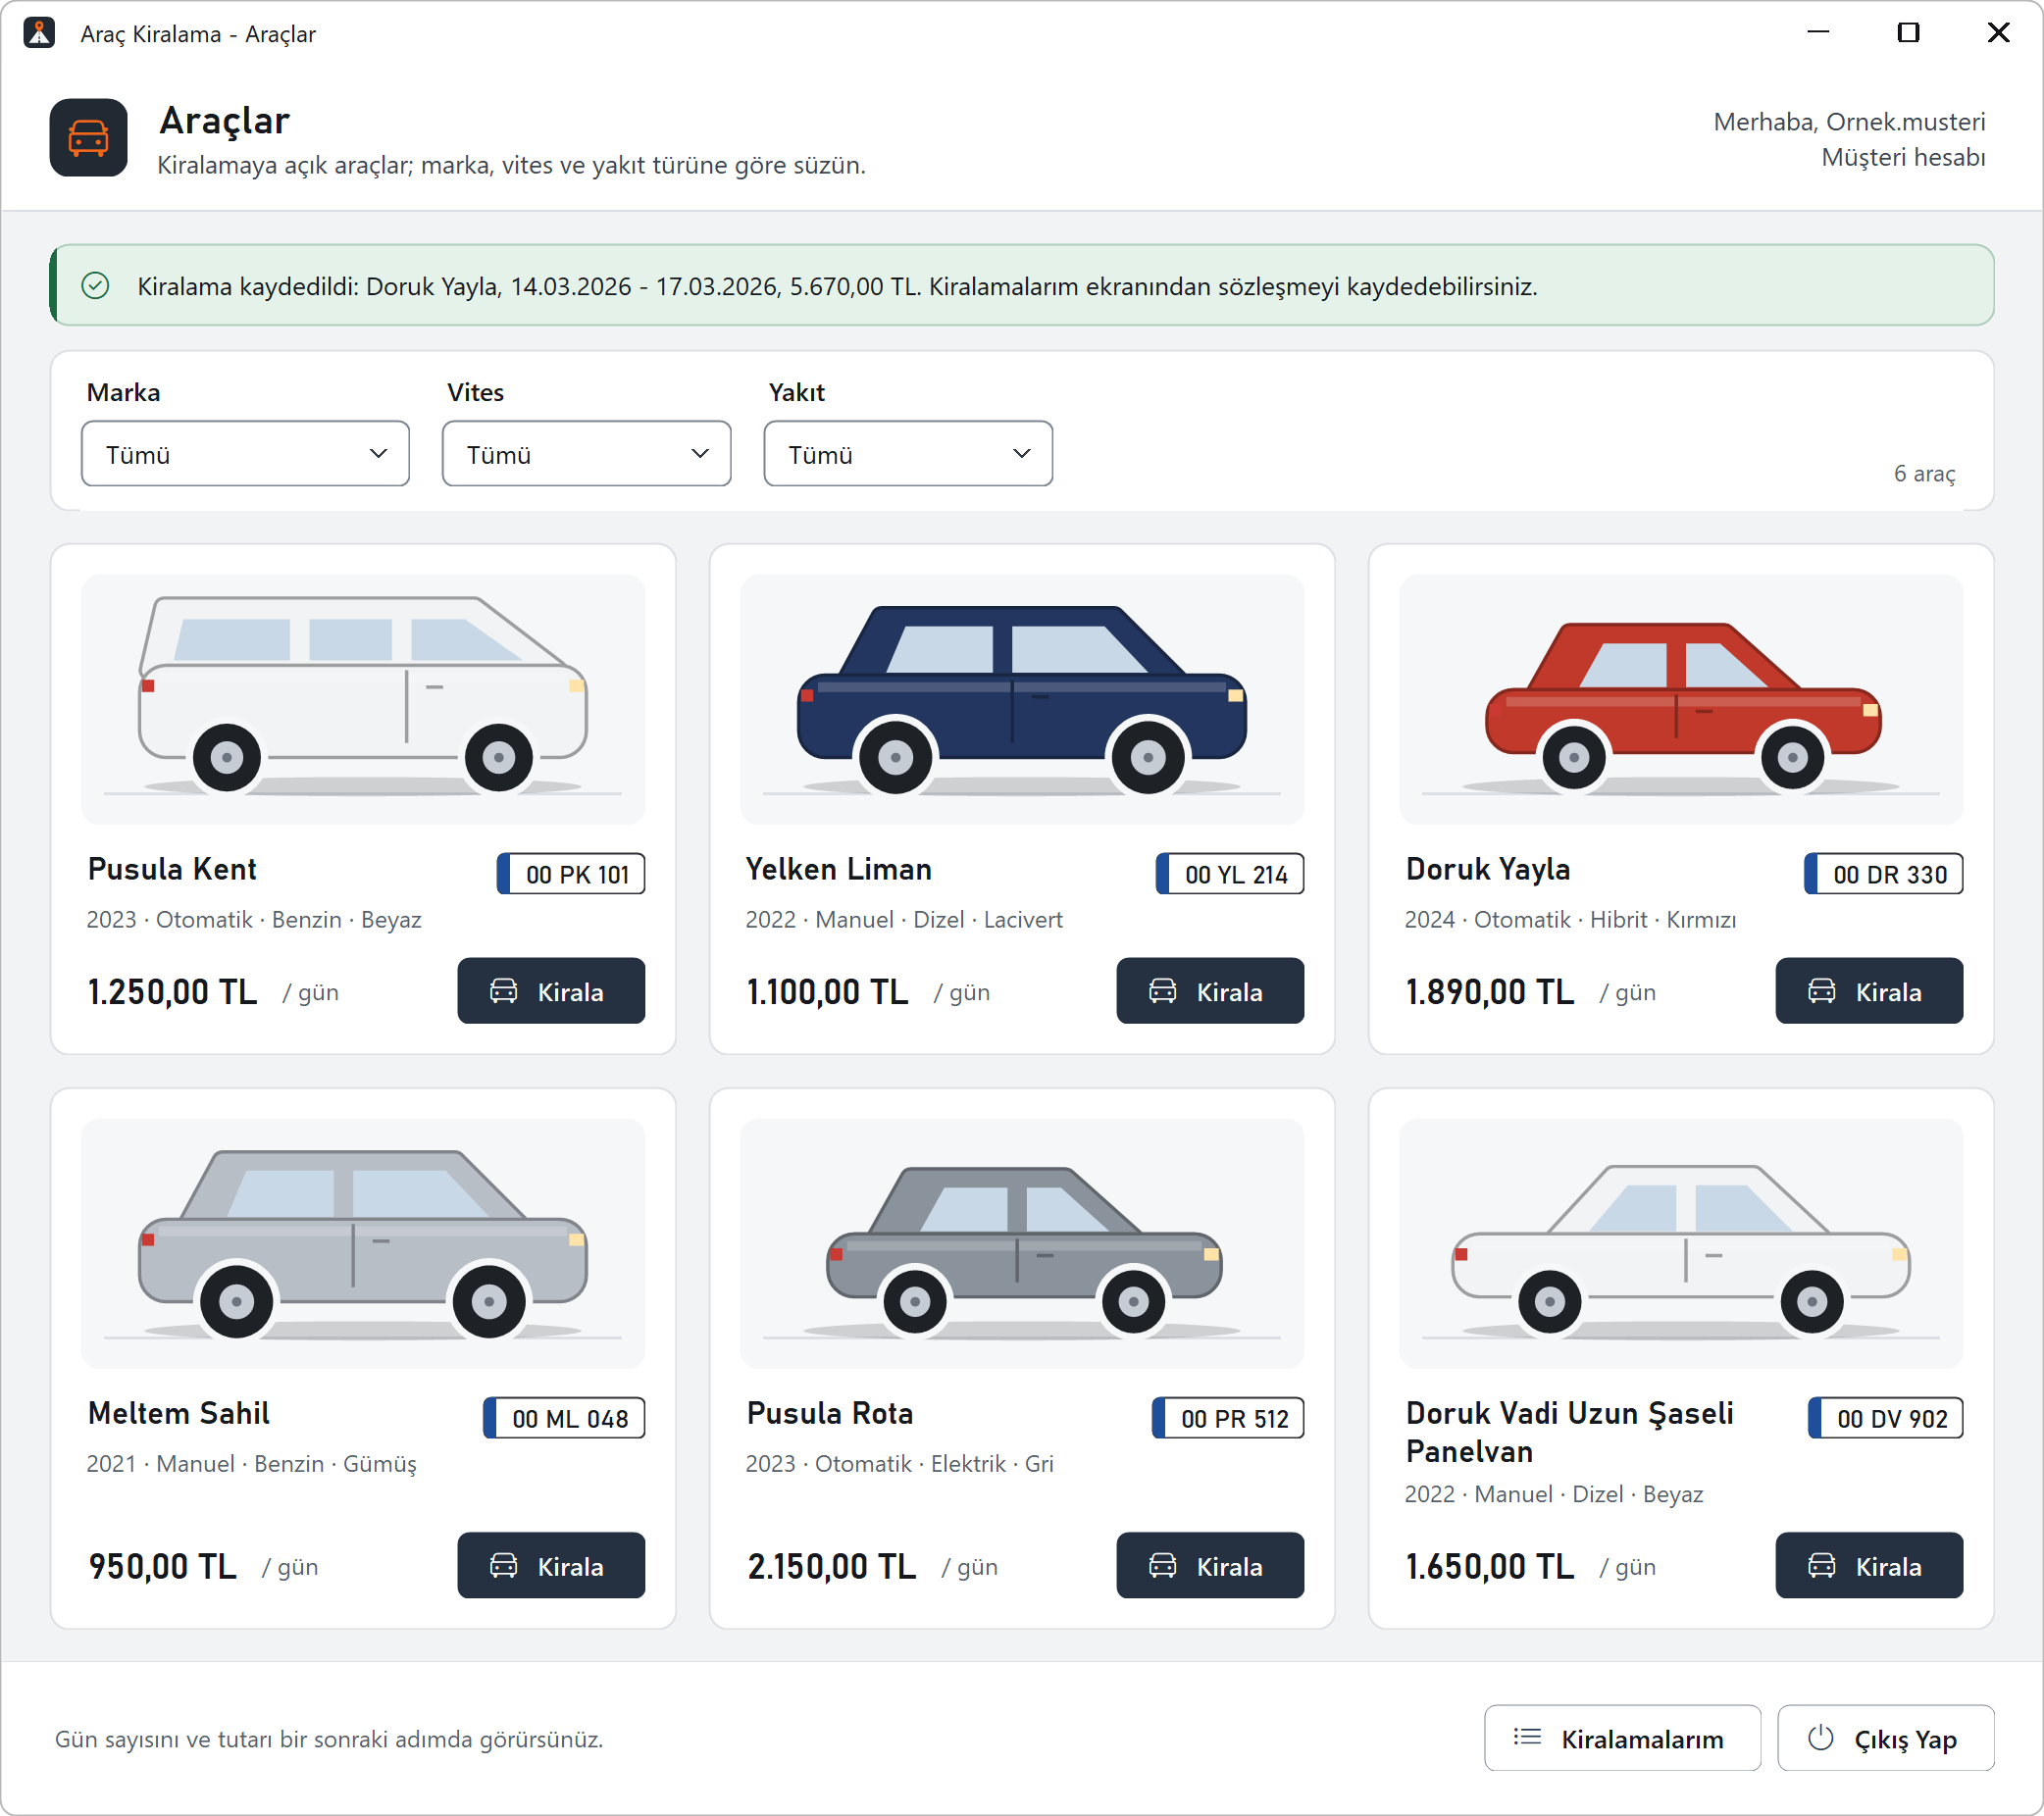 Araç Kiralama - Araçlar
Araçlar
Kiralamaya açık araçlar; marka, vites ve yakıt türüne göre süzün.
Merhaba, Ornek.musteri
Müşteri hesabı
Kiralama kaydedildi: Doruk Yayla, 14.03.2026 - 17.03.2026, 5.670,00 TL. Kiralamalarım ekranından sözleşmeyi kaydedebilirsiniz.
Marka
Vites
Yakıt
Tümü
Tümü
Tümü
6 araç
Pusula Kent
00 PK 101
2023 · Otomatik · Benzin · Beyaz
1.250,00 TL / gün
Kirala
Yelken Liman
00 YL 214
2022 · Manuel · Dizel · Lacivert
1.100,00 TL / gün
Kirala
Doruk Yayla
00 DR 330
2024 · Otomatik · Hibrit · Kırmızı
1.890,00 TL / gün
Kirala
Meltem Sahil
00 ML 048
2021 · Manuel · Benzin · Gümüş
950,00 TL / gün
Kirala
Pusula Rota
00 PR 512
2023 · Otomatik · Elektrik · Gri
2.150,00 TL / gün
Kirala
Doruk Vadi Uzun Şaseli
Panelvan
00 DV 902
2022 · Manuel · Dizel · Beyaz
1.650,00 TL / gün
Kirala
Gün sayısını ve tutarı bir sonraki adımda görürsünüz.
Kiralamalarım
Çıkış Yap